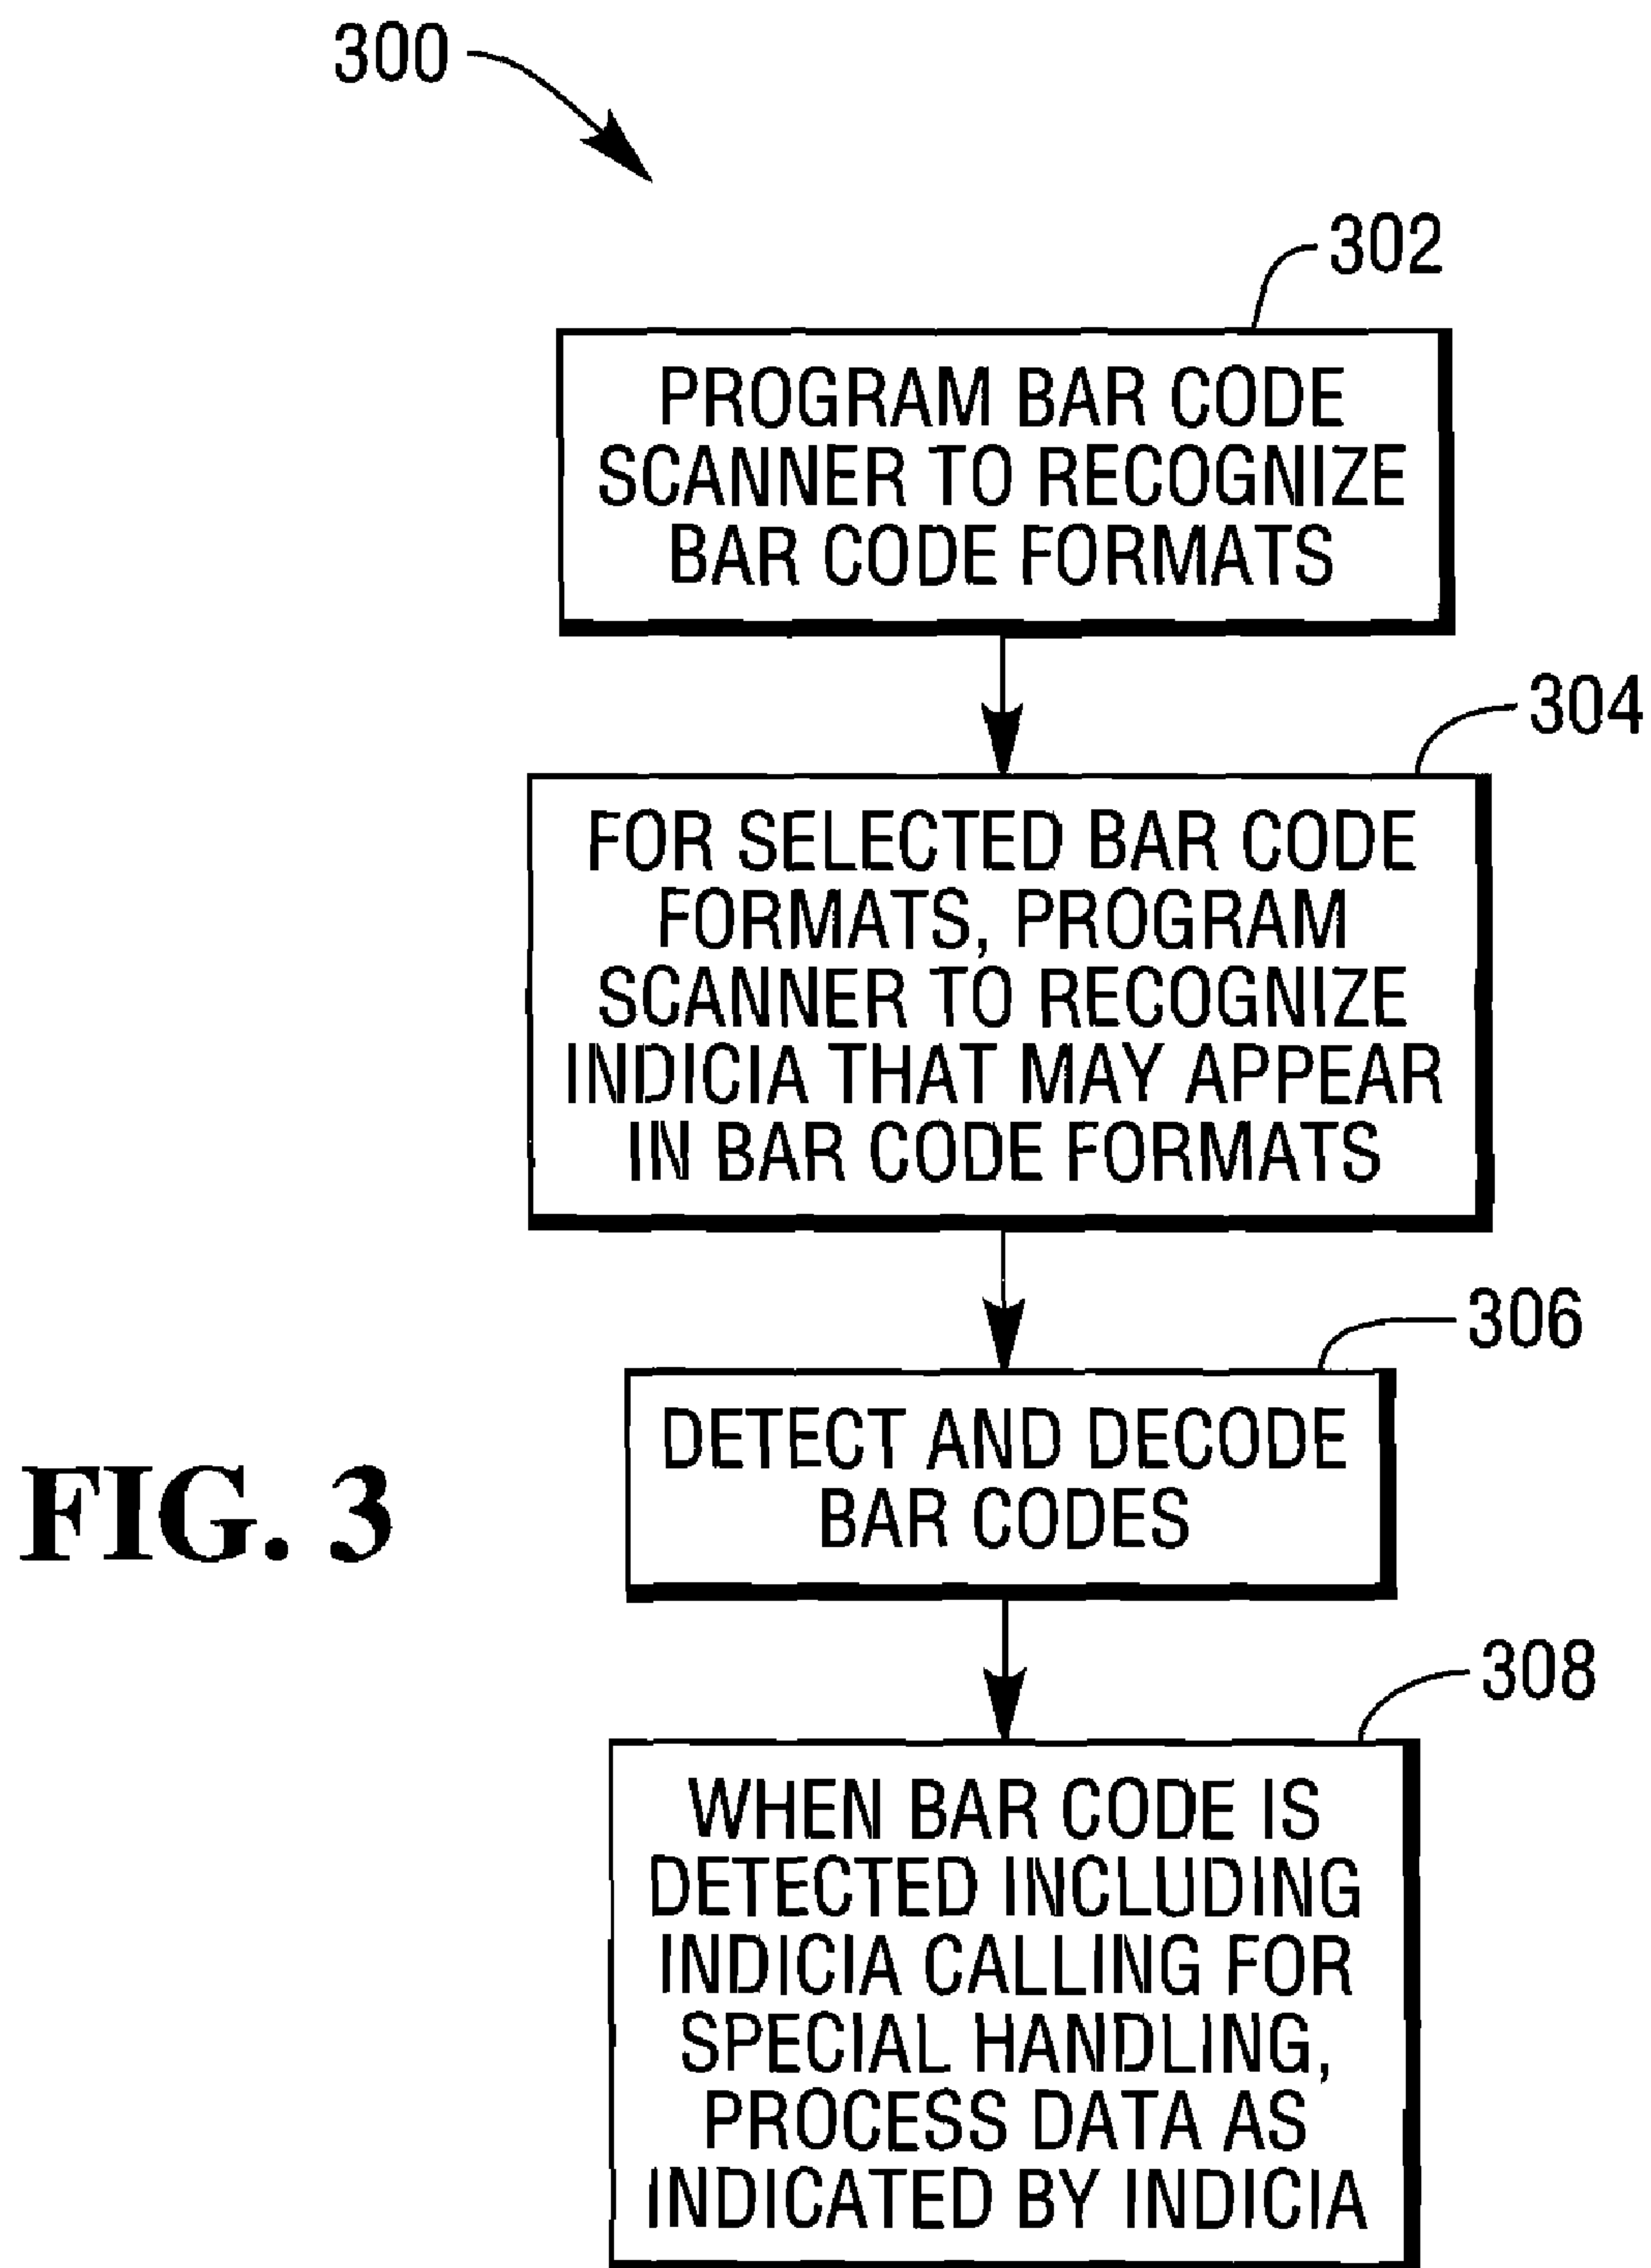 300
302
PROGRAM BAR CODE
SCANNER TO RECOGNIZE
BAR CODE FORMATS
304
FOR SELECTED BAR CODE
FORMATS, PROGRAM
SCANNER TO RECOGNIZE
INDICIA THAT MAY APPEAR
IN BAR CODE FORMATS
306
DETECT AND DECODE
BAR CODES
FIG. 3
308
WHEN BAR CODE IS
DETECTED INCLUDING
INDICIA CALLING FOR
SPECIAL HANDLING,
PROCESS DATA AS
INDICATED BY INDICIA